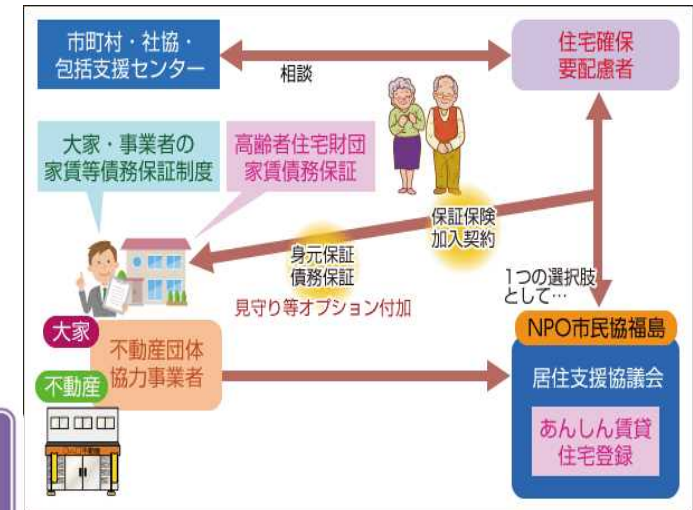 市町村・社協・
包括支援センター
相談
住宅確保
要配慮者
大家・事業者の
家賃等債務保証制度
高齢者住宅財団
家賃債務保証
保証保険
加入契約
身元保証
債務保証
見守り等オプション付加
1つの選択肢
として…
大家
不動産団体
協力事業者
不動産
NPO市民協福島
居住支援協議会
あんしん賃貸
住宅登録